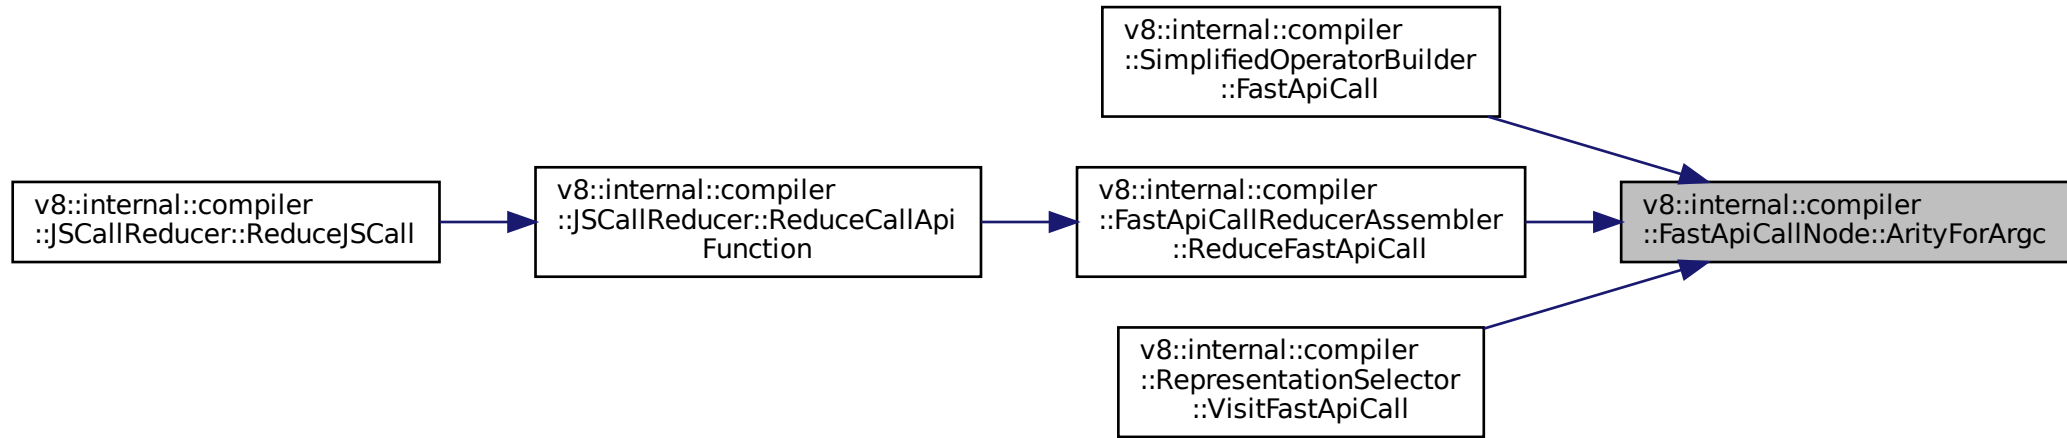 v8::internal::compiler
::SimplifiedOperatorBuilder
::FastApiCall
v8::internal::compiler
::JSCallReducer::ReduceJSCall
v8::internal::compiler
::JSCallReducer::ReduceCallApi
Function
v8::internal::compiler
::FastApiCallReducerAssembler
::ReduceFastApiCall
v8::internal::compiler
::FastApiCallNode::ArityForArgc
v8::internal::compiler
::RepresentationSelector
::VisitFastApiCall